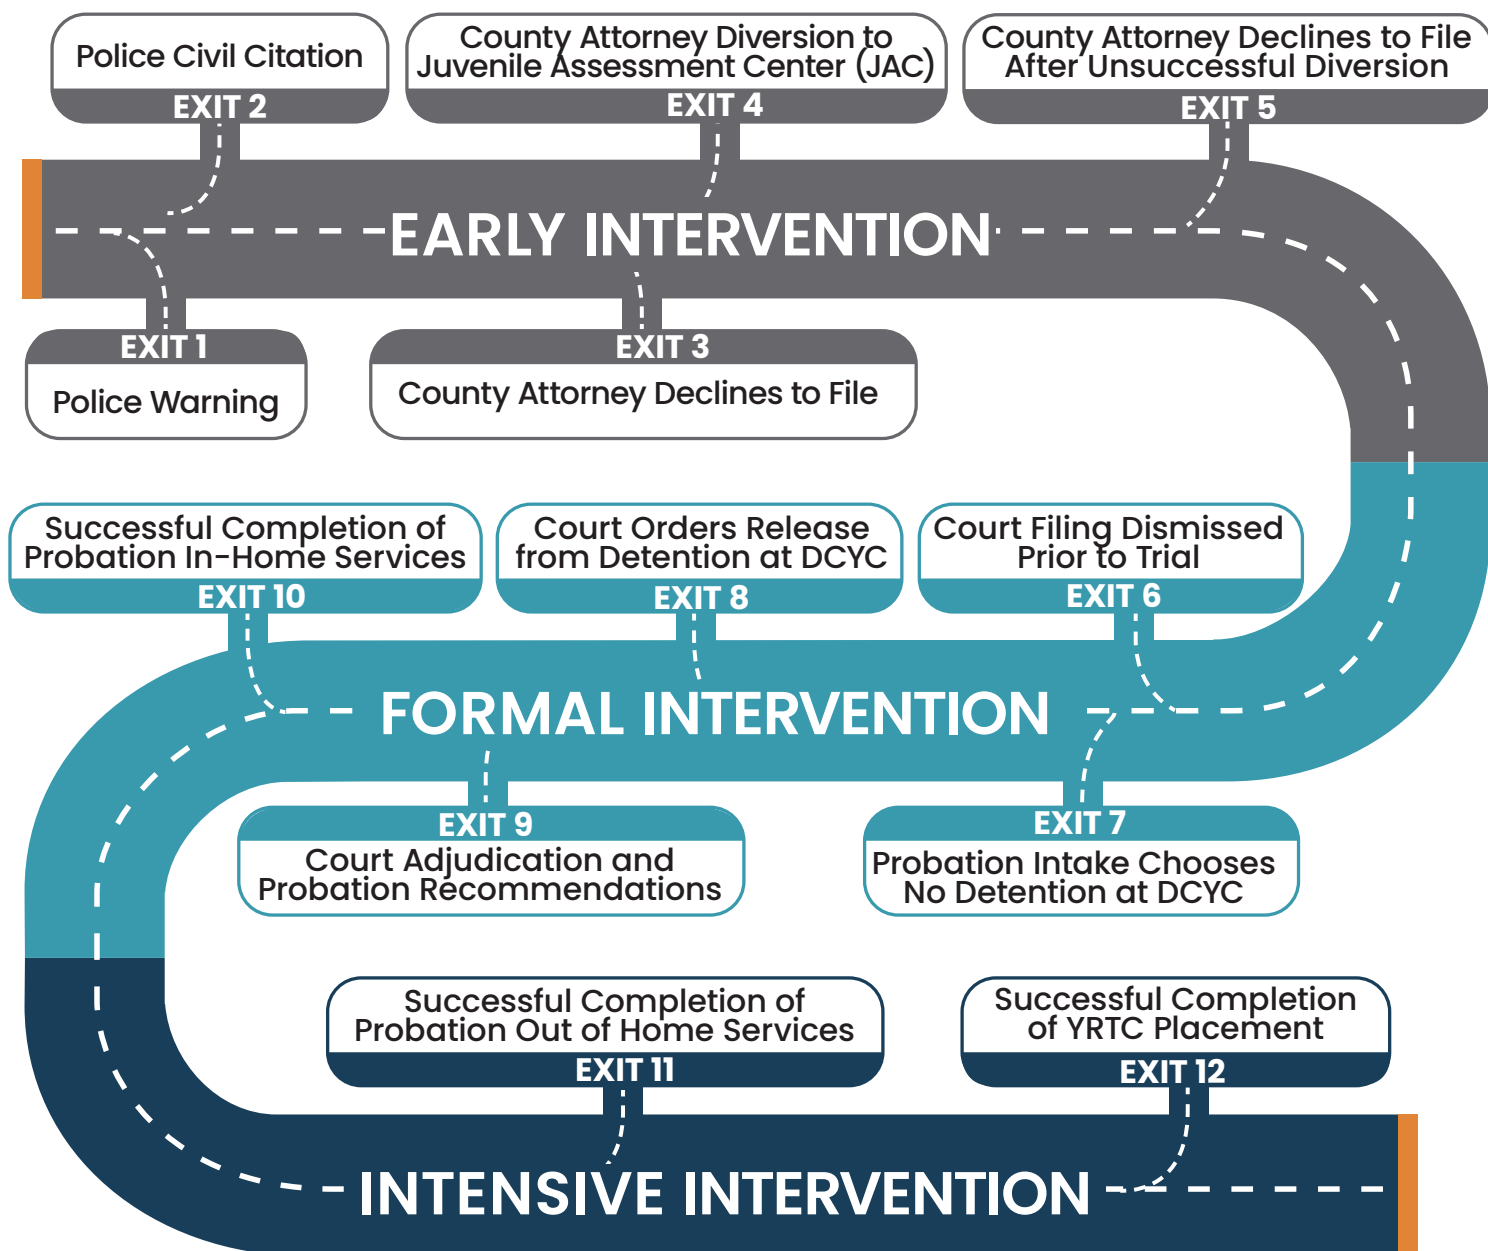 Police Civil Citation
EXIT 2
County Attorney Diversion to
Juvenile Assessment Center (JAC)
EXIT 4
County Attorney Declines to File
After Unsuccessful Diversion
EXIT 5
EARLY INTERVENTION
EXIT 1
Police Warning
EXIT 3
County Attorney Declines to File
Successful Completion of
Probation In-Home Services
EXIT 10
Court Orders Release
from Detention at DCYC
EXIT 8
Court Filing Dismissed
Prior to Trial
EXIT 6
FORMAL INTERVENTION
EXIT 9
Court Adjudication and
Probation Recommendations
EXIT 7
Probation Intake Chooses
No Detention at DCYC
Successful Completion of
Probation Out of Home Services
EXIT 11
Successful Completion
of YRTC Placement
EXIT 12
INTENSIVE INTERVENTION